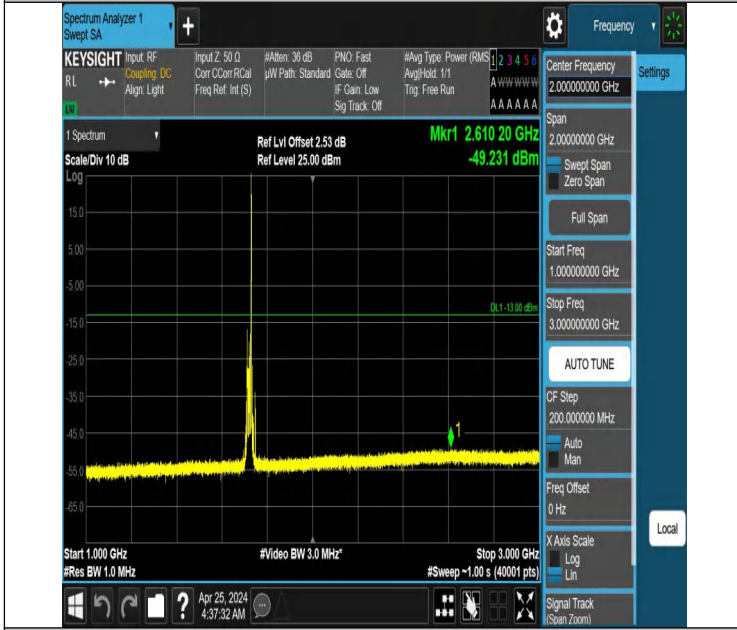 Spectrum Analyzer 1
Swept SA
+
Frequency
KEYSIGHT
Input: RF
Coupling: DC
Align: Light
Input Z: 50 Ω
Corr CCorr RCal
Freq Ref: Int (S)
#Atten: 36 dB
µW Path: Standard
PNO: Fast
Gate: Off
IF Gain: Low
Sig Track: Off
#Avg Type: Power (RMS
Avg|Hold: 1/1
Trig: Free Run
1 2 3 4 5 6
A W W W W W
A A A A A A
R L
Center Frequency
2.000000000 GHz
Settings
Span
2.00000000 GHz
Swept Span
Zero Span
Full Span
Start Freq
1.000000000 GHz
Stop Freq
3.000000000 GHz
AUTO TUNE
CF Step
200.000000 MHz
Auto
Man
Freq Offset
0 Hz
X Axis Scale
Log
Lin
Signal Track
(Span Zoom)
Local
1 Spectrum
Scale/Div 10 dB
Log
Ref Lvl Offset 2.53 dB
Ref Level 25.00 dBm
Mkr1 2.610 20 GHz
-49.231 dBm
15.0
5.00
-5.00
DL1 -13.00 dBm
-15.0
-25.0
-35.0
-45.0
1
-55.0
-65.0
Start 1.000 GHz
#Res BW 1.0 MHz
#Video BW 3.0 MHz*
Stop 3.000 GHz
#Sweep ~1.00 s (40001 pts)
?
Apr 25, 2024
4:37:32 AM